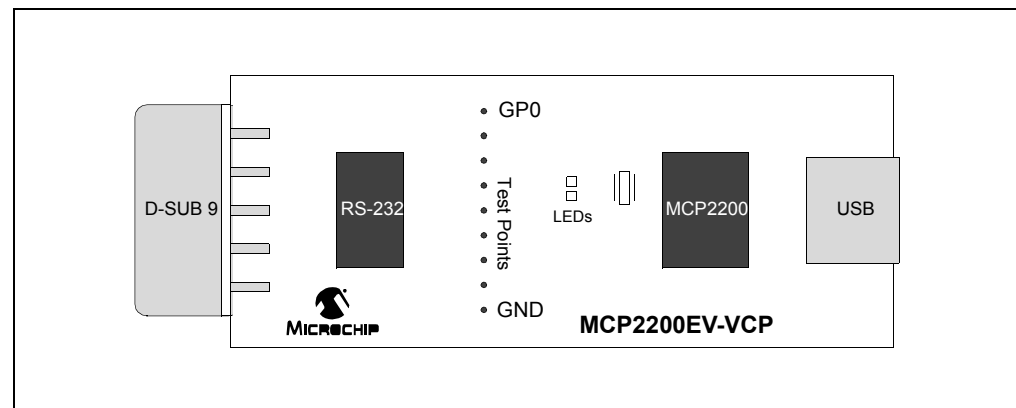 GP0
D-SUB 9
RS-232
Test Points
LEDs
MCP2200
USB
MICROCHIP
GND
MCP2200EV-VCP